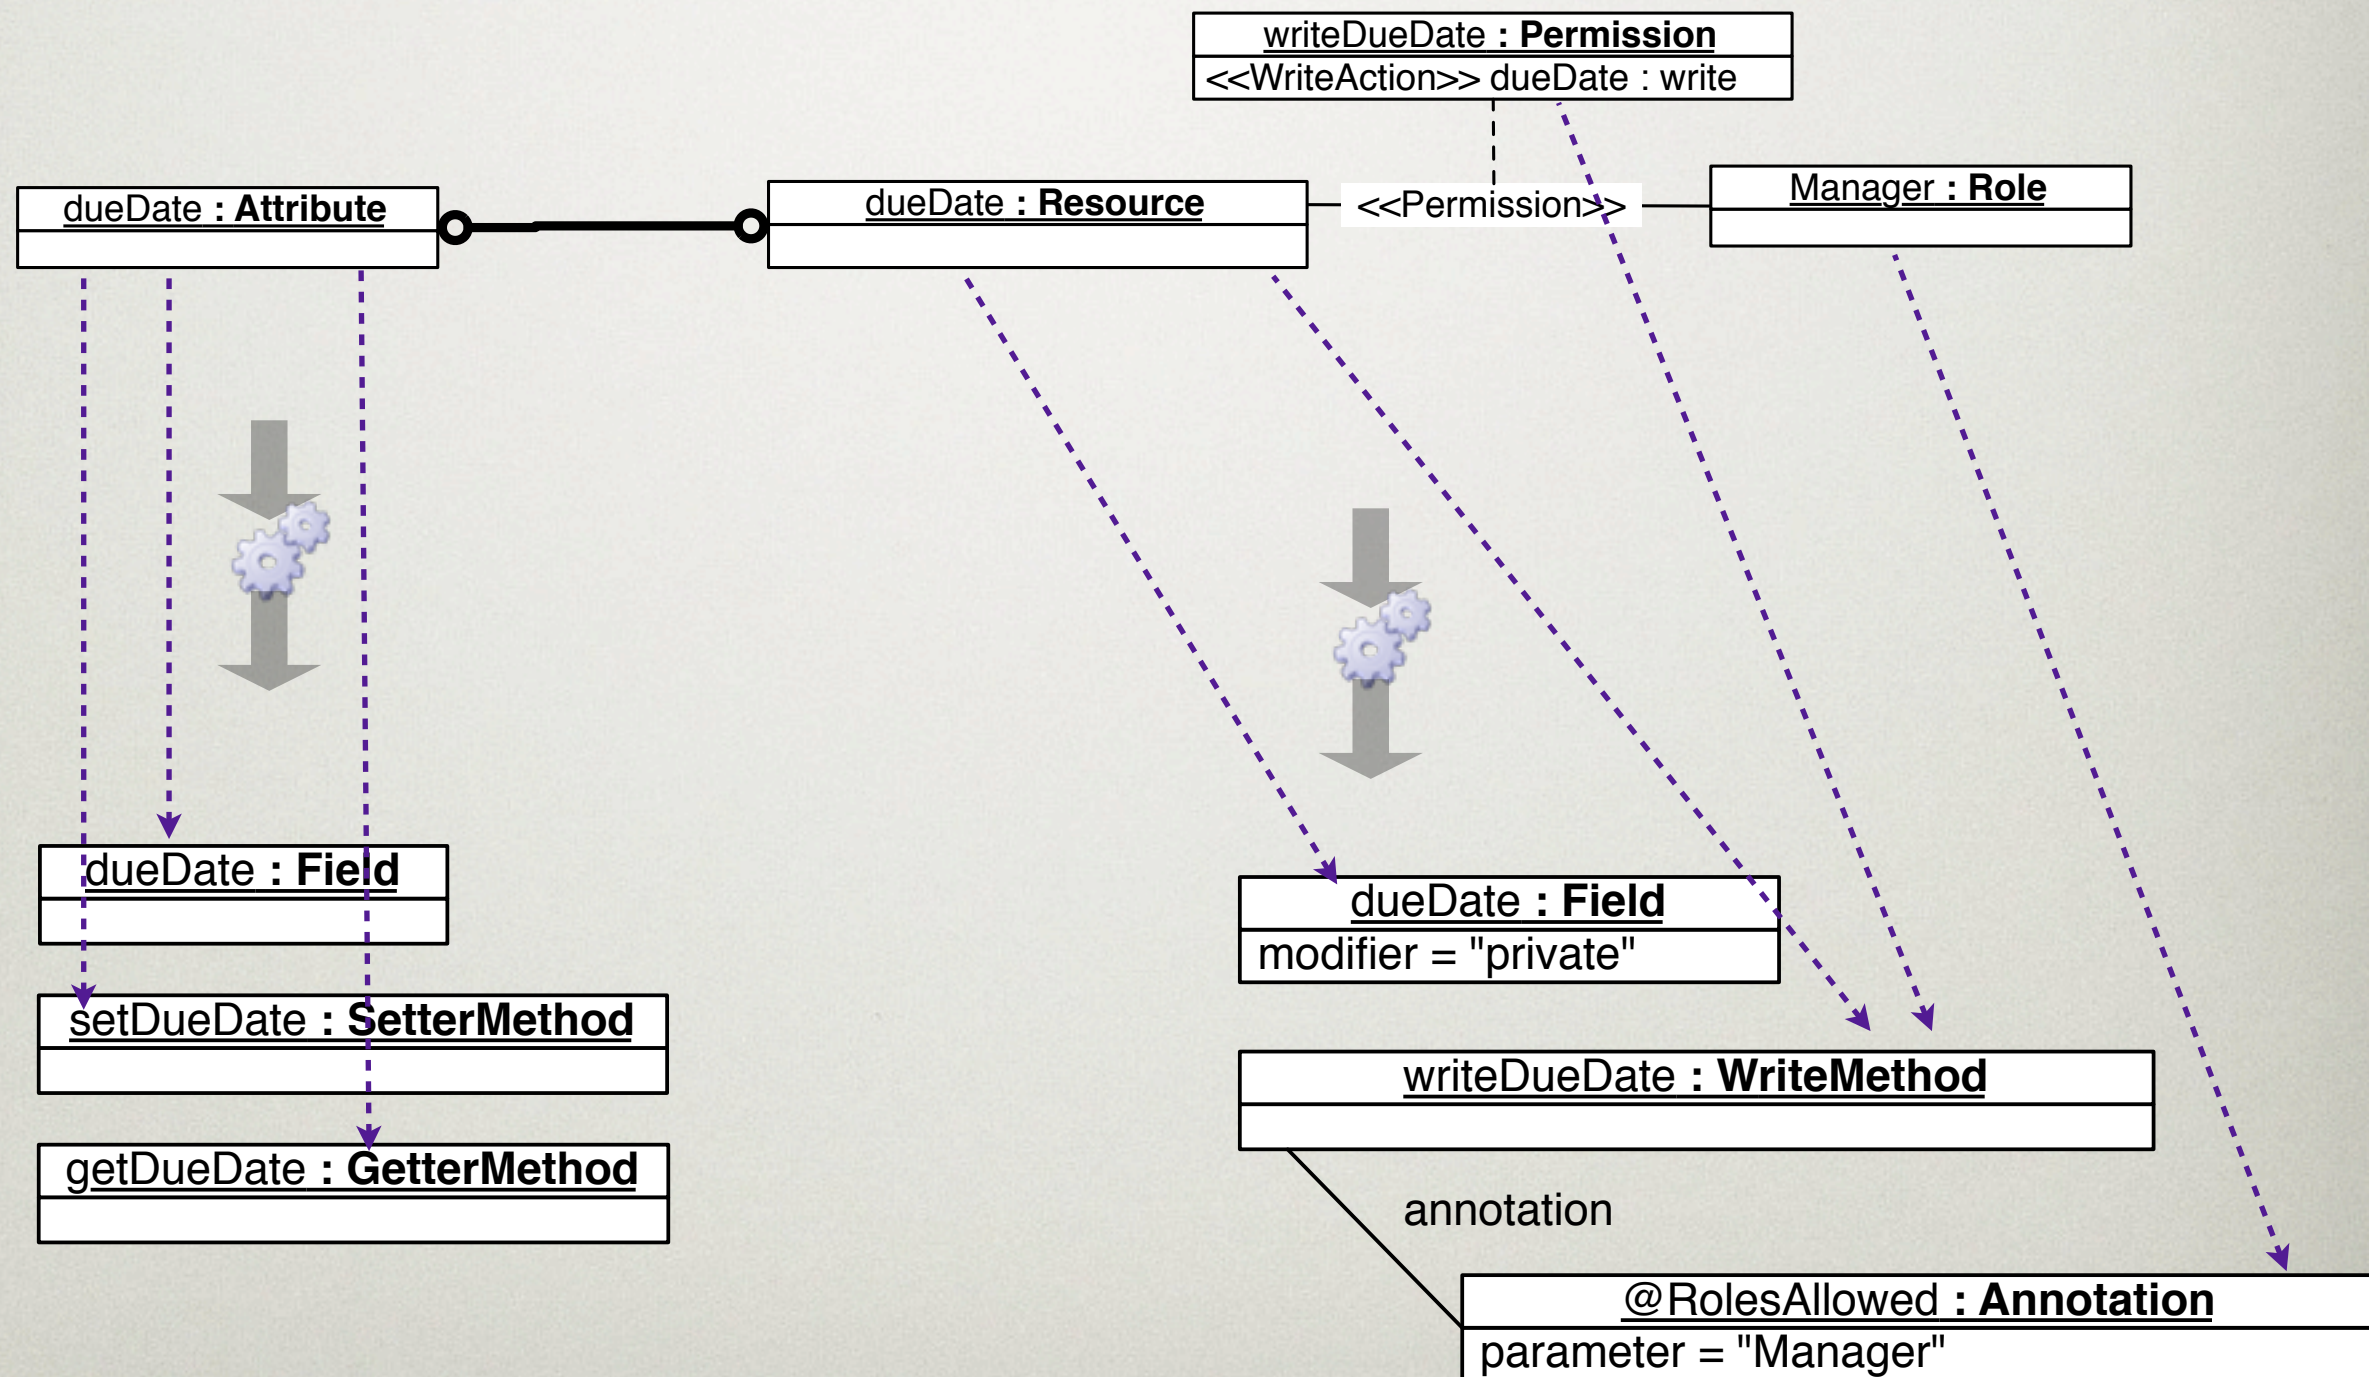 writeDueDate : Permission
<<WriteAction>> dueDate : write
dueDate : Attribute
dueDate : Resource
<<Permission>>
Manager : Role
dueDate : Field
dueDate : Field
modifier = "private"
setDueDate : SetterMethod
writeDueDate : WriteMethod
getDueDate : GetterMethod
annotation
@RolesAllowed : Annotation
parameter = "Manager"